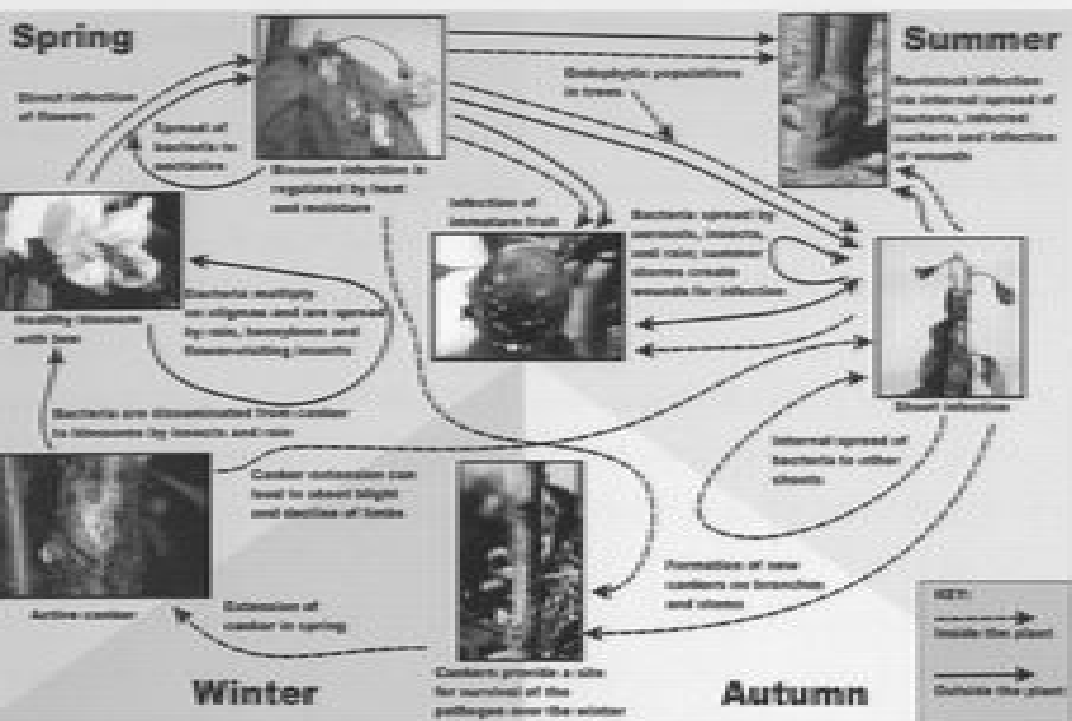 Spring
Summer
Direct infection
of flowers
Spread of
bacteria to
nectaries
Blossom infection is
regulated by heat
and moisture
Endophytic populations
in trees
Rootstock infection
via internal spread of
bacteria, infected
suckers and infection
of wounds
Infection of
immature fruit
Bacteria spread by
aerosols, insects,
and rain; summer
storms create
wounds for infection
Healthy blossom
with bee
Bacteria multiply
on stigmas and are spread
by rain, honeybees and
flower-visiting insects
Bacteria are disseminated from canker
to blossoms by insects and rain
Shoot infection
Internal spread of
bacteria to other
shoots
Canker extension can
lead to shoot blight
and decline of limbs
Active canker
Extension of
canker in spring
Formation of new
cankers on branches
and stems
Cankers provide a site
for survival of the
pathogen over the winter
KEY:
Inside the plant
Outside the plant
Winter
Autumn